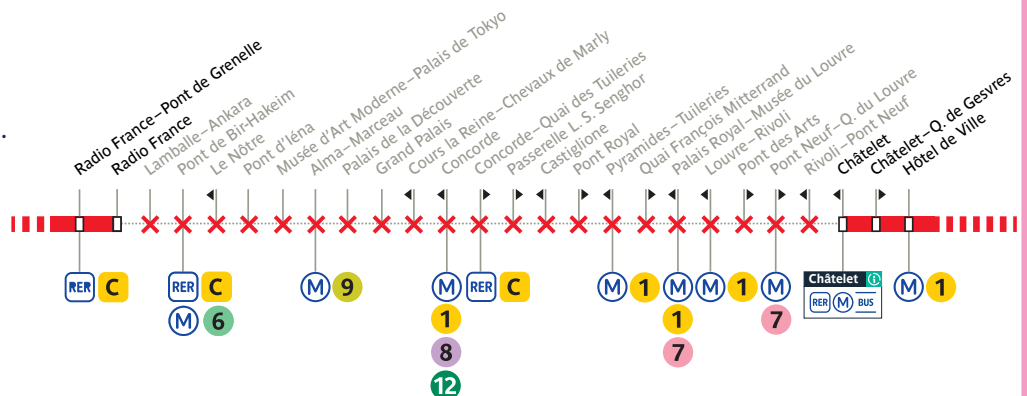 Radio France–Pont de Grenelle
Radio France
Lamballe–Ankara
Pont de Bir-Hakeim
Le Nôtre
Pont d'Iéna
Musée d'Art Moderne–Palais de Tokyo
Alma–Marceau
Palais de la Découverte
Grand Palais
Cours la Reine–Chevaux de Marly
Concorde
Concorde–Quai des Tuileries
Passerelle L. S. Senghor
Castiglione
Pont Royal
Pyramides–Tuileries
Quai François Mitterrand
Palais Royal–Musée du Louvre
Louvre–Rivoli
Pont des Arts
Pont Neuf–Q. du Louvre
Rivoli–Pont Neuf
Châtelet
Châtelet–Q. de Gesvres
Hôtel de Ville
RER C
RER C
M 6
M 9
M 1
8
12
RER C
M 1
M 1
7
M 1
M 7
Châtelet i
RER M BUS
M 1